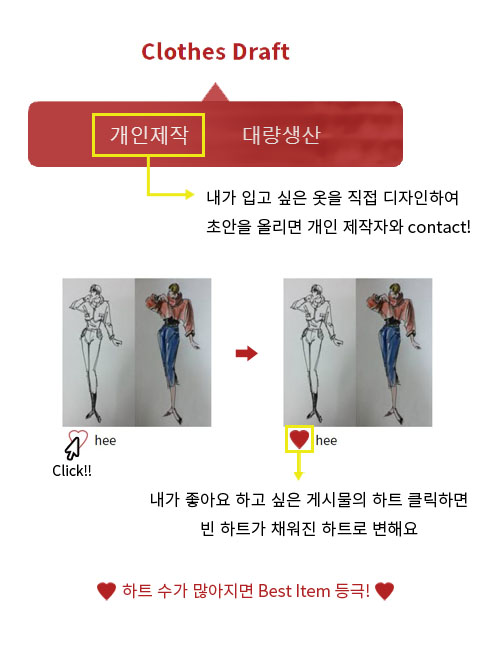 Clothes Draft
개인제작 대량생산
내가 입고 싶은 옷을 직접 디자인하여
초안을 올리면 개인 제작자와 contact!
hee hee
Click!!
내가 좋아요 하고 싶은 게시물의 하트 클릭하면
빈 하트가 채워진 하트로 변해요
하트 수가 많아지면 Best Item 등극!